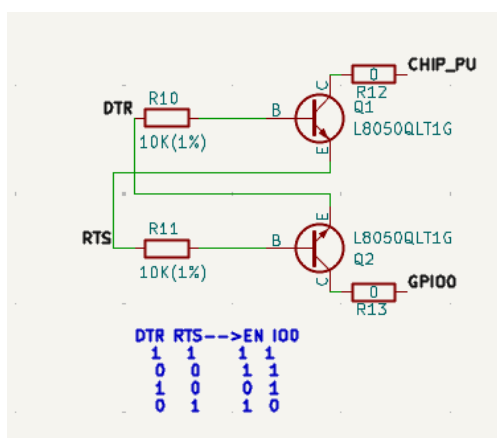 CHIP_PU
C
0
R12
R10
Q1
DTR
B
L8050QLT1G
10K(1%)
E
R11
E
L8050QLT1G
RTS
B
Q2
10K(1%)
C
GPIO0
0
R13
DTR RTS-->EN IO0
1 1 1 1
0 0 1 1
1 0 0 1
0 1 1 0